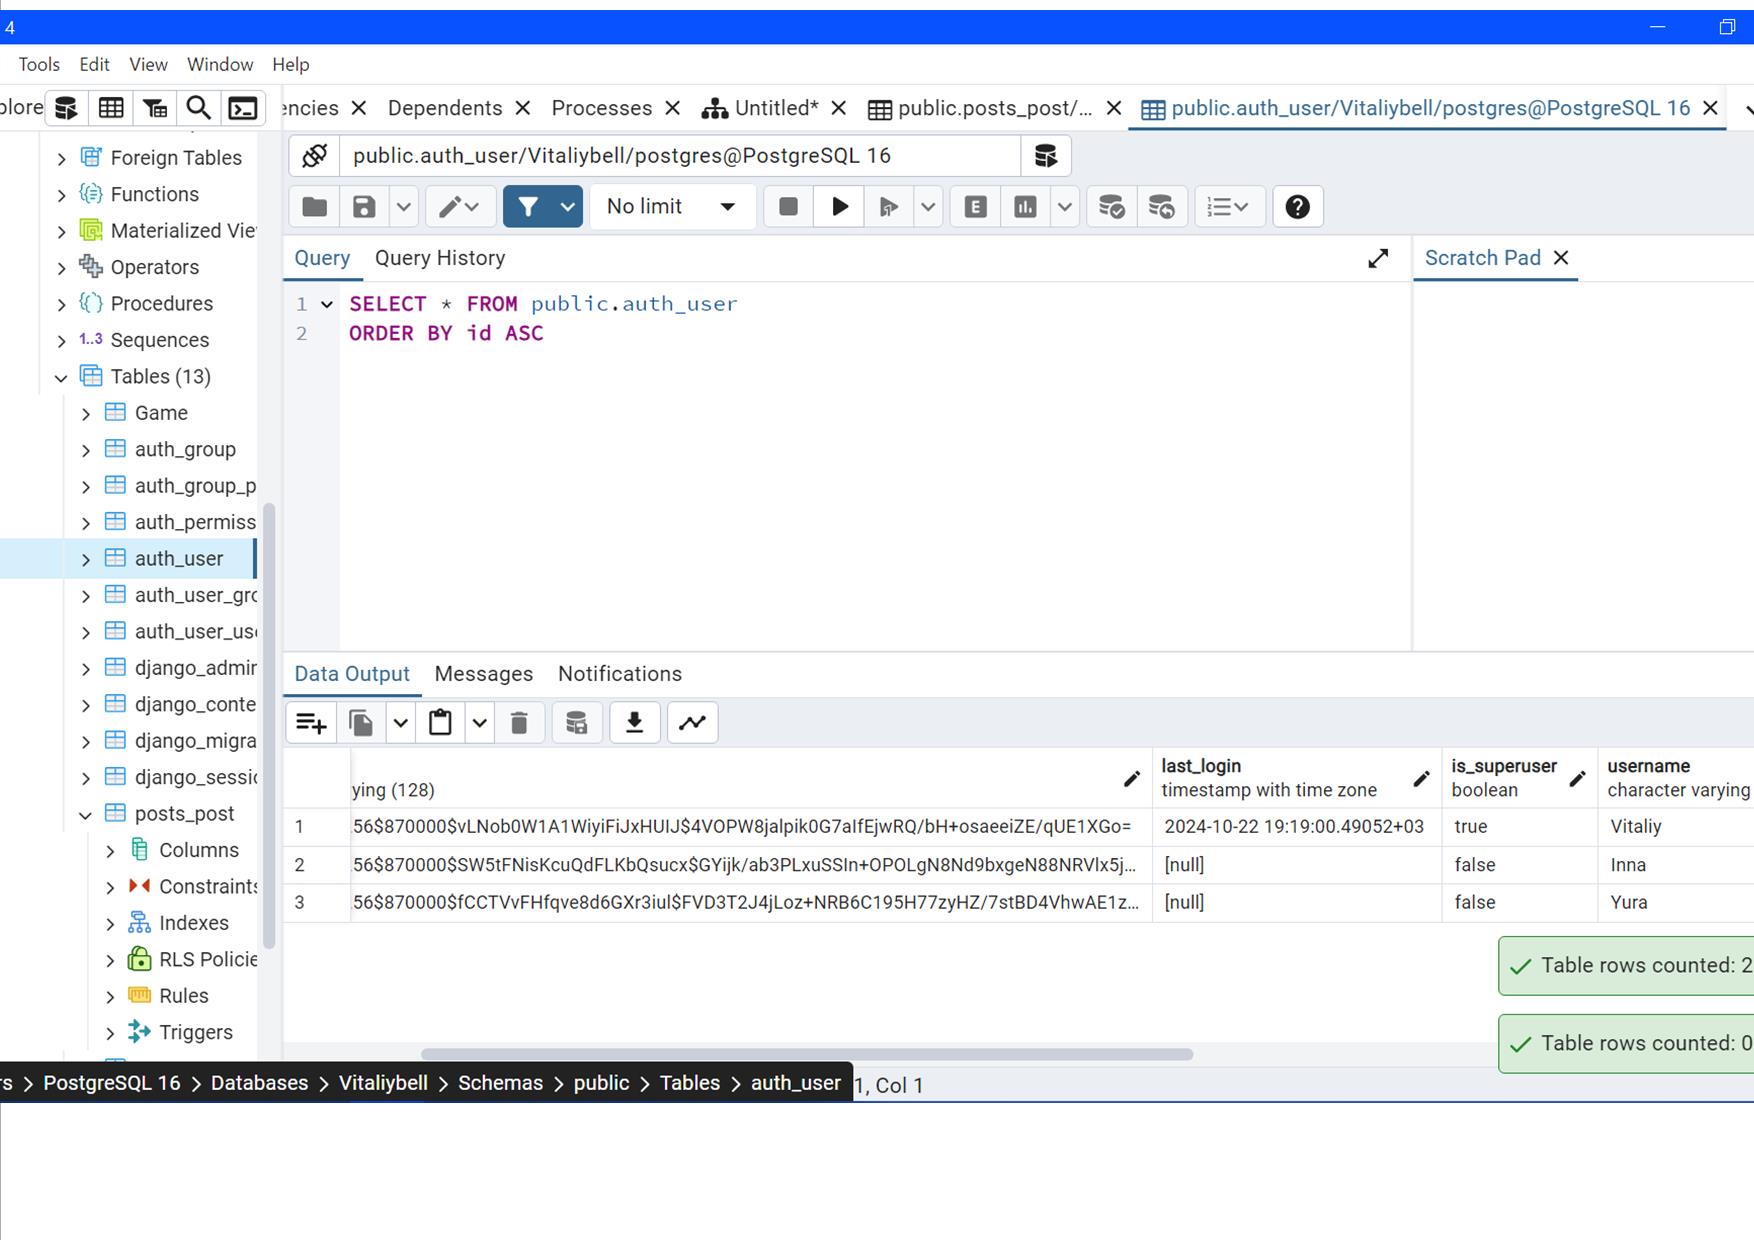 4
Tools Edit View Window Help
plore encies Dependents Processes Untitled* public.posts_post/... public.auth_user/Vitaliybell/postgres@PostgreSQL 16
public.auth_user/Vitaliybell/postgres@PostgreSQL 16
No limit
Query Query History Scratch Pad
1 SELECT * FROM public.auth_user
2 ORDER BY id ASC
Foreign Tables
Functions
Materialized Vie
Operators
Procedures
1..3 Sequences
Tables (13)
Game
auth_group
auth_group_p
auth_permiss
auth_user
auth_user_gro
auth_user_use
django_admin
django_conte
django_migra
django_sessio
posts_post
Columns
Constraints
Indexes
RLS Policie
Rules
Triggers
Data Output Messages Notifications
last_login is_superuser username
ying (128) timestamp with time zone boolean character varying
1 .56$870000$vLNob0W1A1WiyiFiJxHUIJ$4VOPW8jalpik0G7aIfEjwRQ/bH+osaeeiZE/qUE1XGo= 2024-10-22 19:19:00.49052+03 true Vitaliy
2 .56$870000$SW5tFNisKcuQdFLKbQsucx$GYijk/ab3PLxuSSIn+OPOLgN8Nd9bxgeN88NRVlx5j... [null] false Inna
3 .56$870000$fCCTVvFHfqve8d6GXr3iul$FVD3T2J4jLoz+NRB6C195H77zyHZ/7stBD4VhwAE1z... [null] false Yura
Table rows counted: 2
Table rows counted: 0
rs > PostgreSQL 16 > Databases > Vitaliybell > Schemas > public > Tables > auth_user 1, Col 1